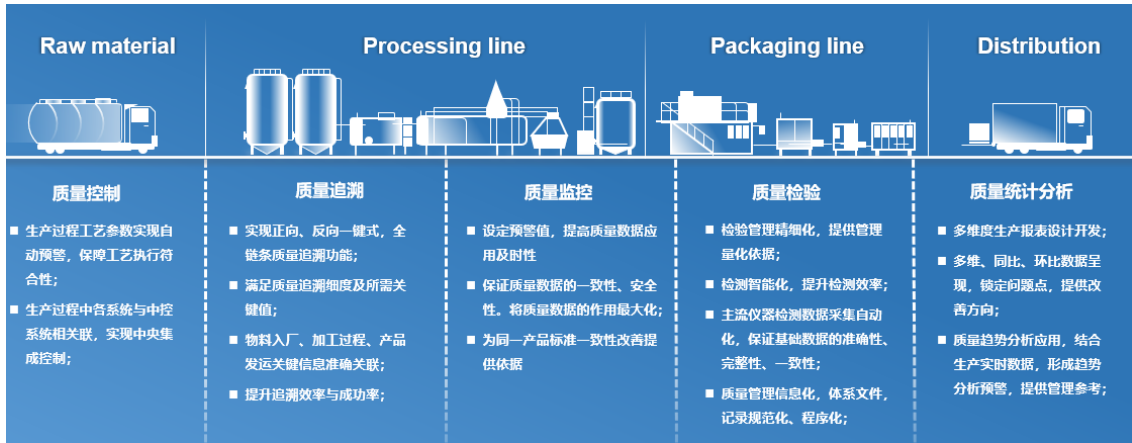 Raw material
Processing line
Packaging line
Distribution
质量控制
■ 生产过程工艺参数实现自
动预警，保障工艺执行符
合性；
■ 生产过程中各系统与中控
系统相关联，实现中央集
成控制；
质量追溯
■ 实现正向、反向一键式，全
链条质量追溯功能；
■ 满足质量追溯细度及所需关
键值；
■ 物料入厂、加工过程、产品
发运关键信息准确关联；
■ 提升追溯效率与成功率；
质量监控
■ 设定预警值，提高质量数据应
用及时性
■ 保证质量数据的一致性、安全
性。将质量数据的作用最大化；
■ 为同一产品标准一致性改善提
供依据
质量检验
■ 检验管理精细化，提供管理
量化依据；
■ 检测智能化，提升检测效率；
■ 主流仪器检测数据采集自动
化，保证基础数据的准确性、
完整性、一致性；
■ 质量管理信息化，体系文件，
记录规范化、程序化；
质量统计分析
■ 多维度生产报表设计开发；
■ 多维、同比、环比数据呈
现，锁定问题点，提供改
善方向；
■ 质量趋势分析应用，结合
生产实时数据，形成趋势
分析预警，提供管理参考；